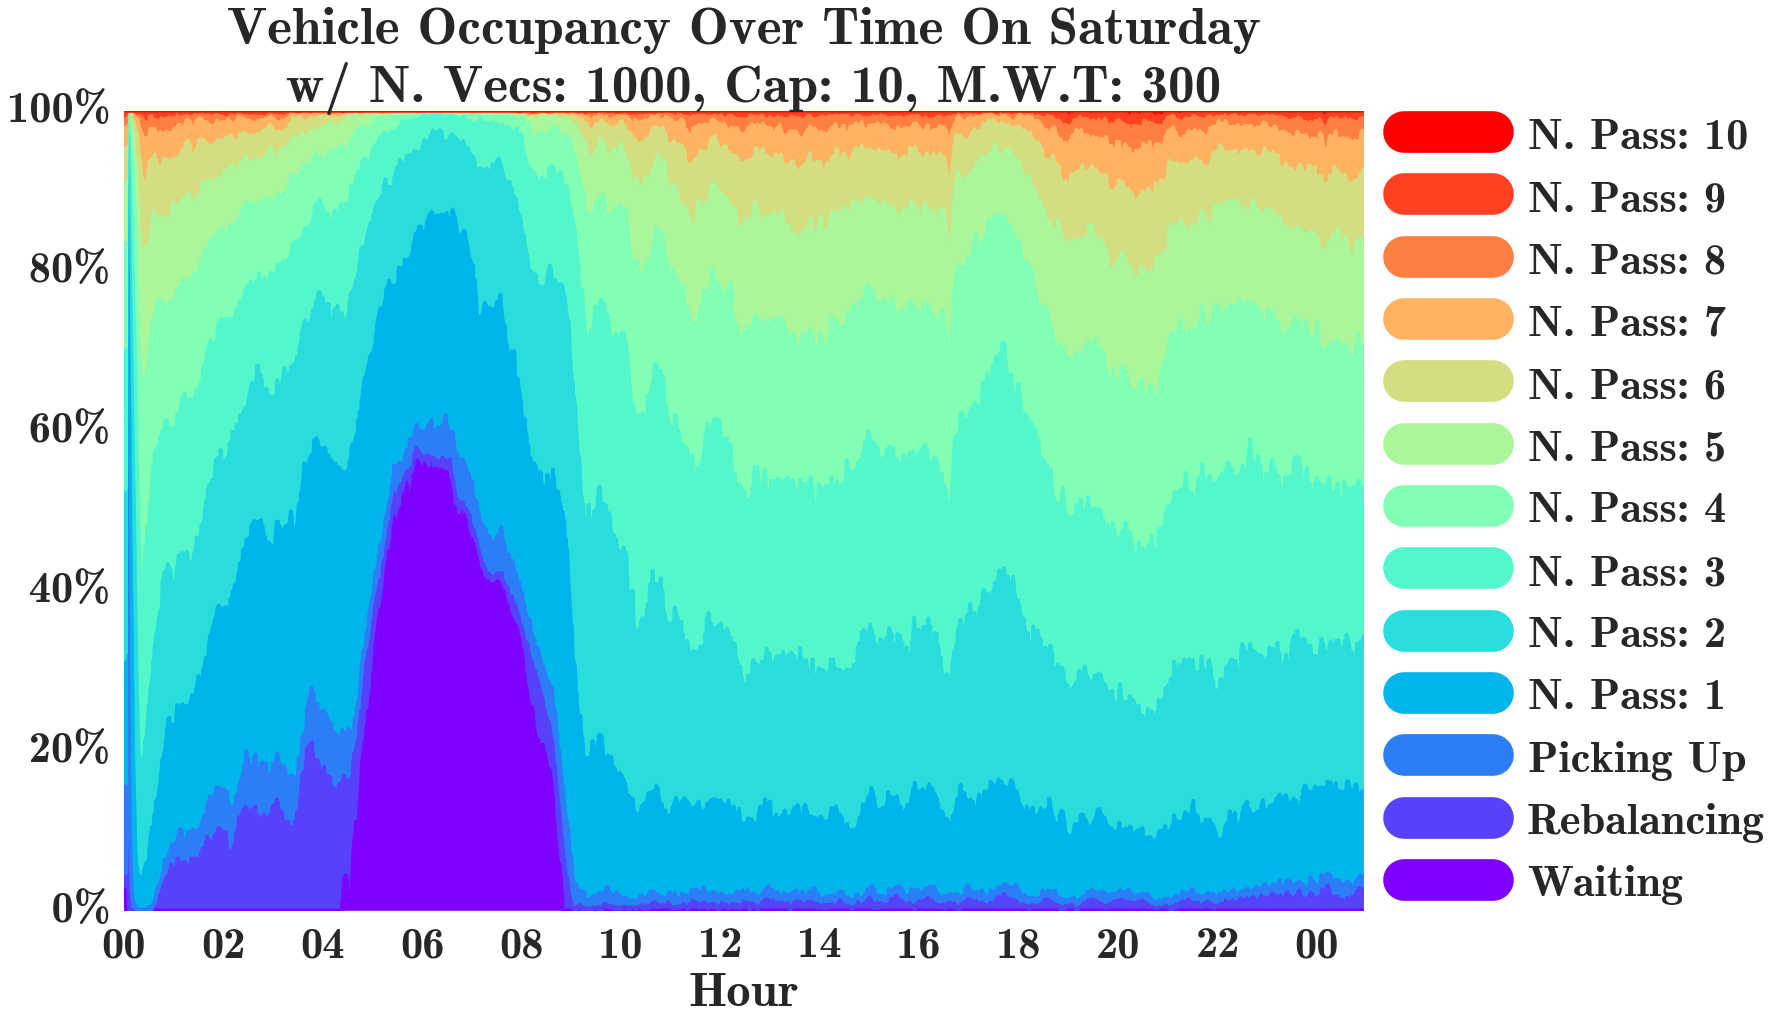 Vehicle Occupancy Over Time On Saturday
w/ N. Vecs: 1000, Cap: 10, M.W.T: 300
100%
80%
60%
40%
20%
0%
00 02 04 06 08 10 12 14 16 18 20 22 00
Hour
N. Pass: 10
N. Pass: 9
N. Pass: 8
N. Pass: 7
N. Pass: 6
N. Pass: 5
N. Pass: 4
N. Pass: 3
N. Pass: 2
N. Pass: 1
Picking Up
Rebalancing
Waiting